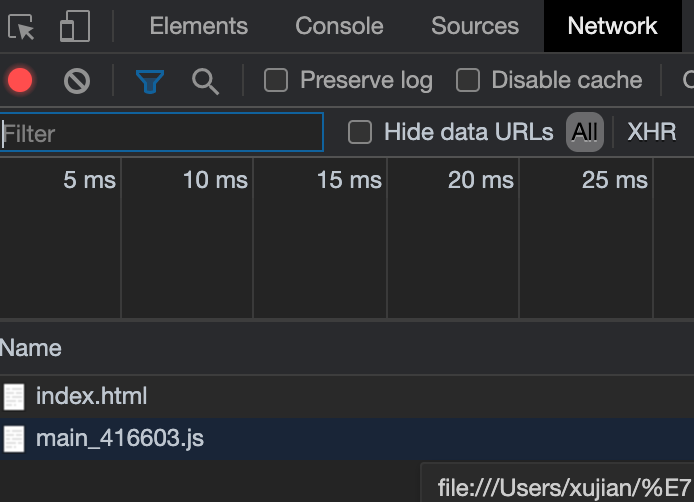 Elements Console Sources Network
Preserve log Disable cache
Filter Hide data URLs All XHR
5 ms 10 ms 15 ms 20 ms 25 ms
Name
index.html
main_416603.js
file:///Users/xujian/%E7